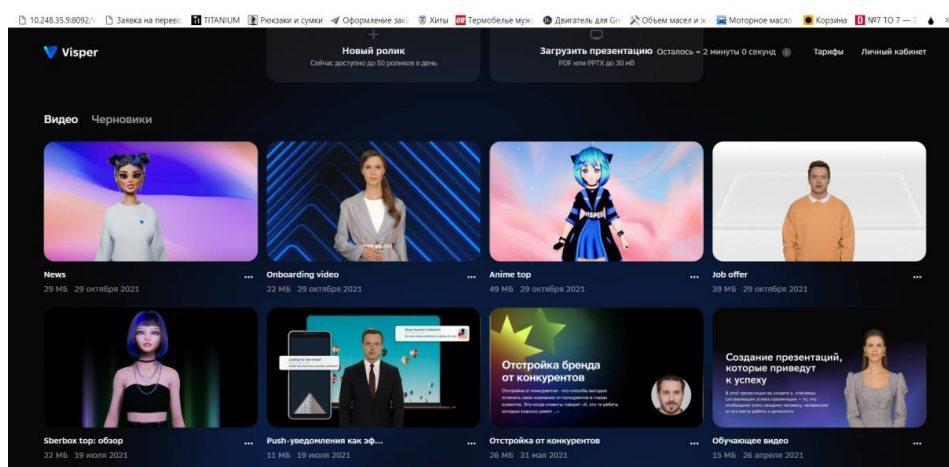 10.248.35.9:8092/
Заявка на перево
TITANIUM
Рюкзаки и сумки
Оформление зака
Хиты
Термобелье муж
Двигатель для Gr
Объем масел и ж
Моторное масло
Корзина
№7 ТО 7 —
Visper
Новый ролик
Сейчас доступно до 50 роликов в день
Загрузить презентацию
PDF или PPTX до 30 мб
Осталось ≈ 2 минуты 0 секунд
Тарифы
Личный кабинет
Видео
Черновики
VISPER
News
29 МБ 29 октября 2021
Onboarding video
22 МБ 29 октября 2021
Anime top
49 МБ 29 октября 2021
Job offer
39 МБ 29 октября 2021
Отстройка бренда
от конкурентов
Создание презентаций,
которые приведут
к успеху
Sberbox top: обзор
22 МБ 19 июля 2021
Push-уведомления как эф...
11 МБ 19 июля 2021
Отстройка от конкурентов
26 МБ 31 мая 2021
Обучающее видео
15 МБ 26 апреля 2021